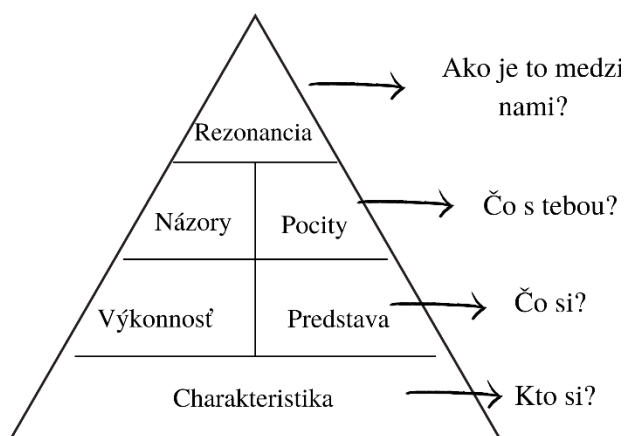 Ako je to medzi
nami?
Rezonancia
Názory
Pocity
Čo s tebou?
Výkonnosť
Predstava
Čo si?
Charakteristika
Kto si?